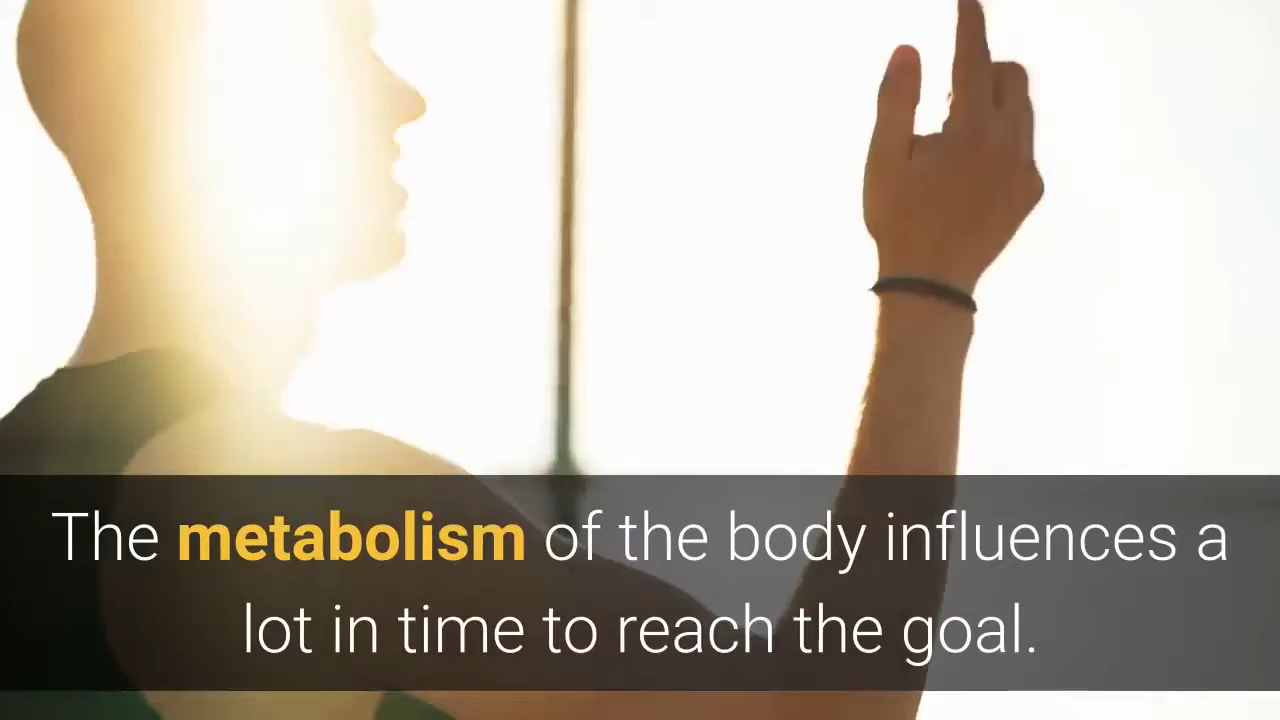 The metabolism of the body influences a
lot in time to reach the goal.